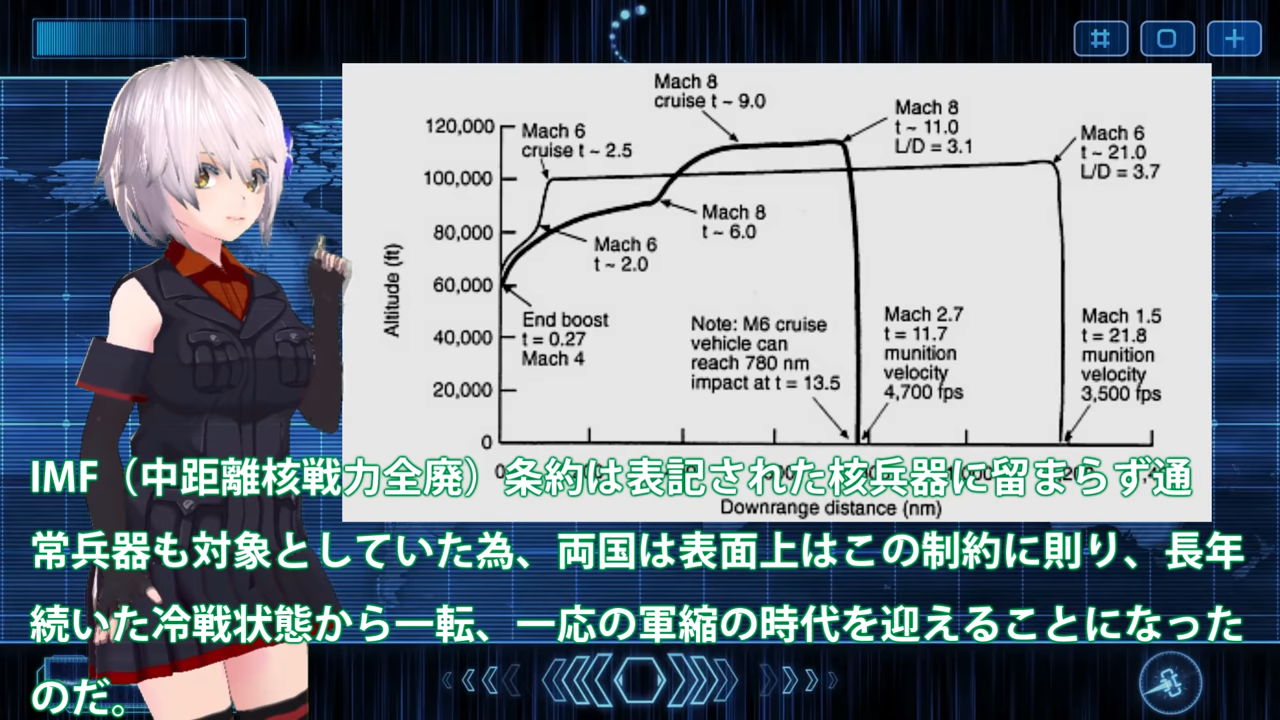 Mach 8
cruise t ~ 9.0
Mach 8
t ~ 11.0
L/D = 3.1
Mach 6
cruise t ~ 2.5
Mach 6
t ~ 21.0
L/D = 3.7
120,000
100,000
80,000
60,000
40,000
20,000
0
Altitude (ft)
Mach 8
t ~ 6.0
Mach 6
t ~ 2.0
End boost
t = 0.27
Mach 4
Note: M6 cruise
vehicle can
reach 780 nm
impact at t = 13.5
Mach 2.7
t = 11.7
munition
velocity
4,700 fps
Mach 1.5
t = 21.8
munition
velocity
3,500 fps
0
Downrange distance (nm)
IMF（中距離核戦力全廃）条約は表記された核兵器に留まらず通
常兵器も対象としていた為、両国は表面上はこの制約に則り、長年
続いた冷戦状態から一転、一応の軍縮の時代を迎えることになった
のだ。